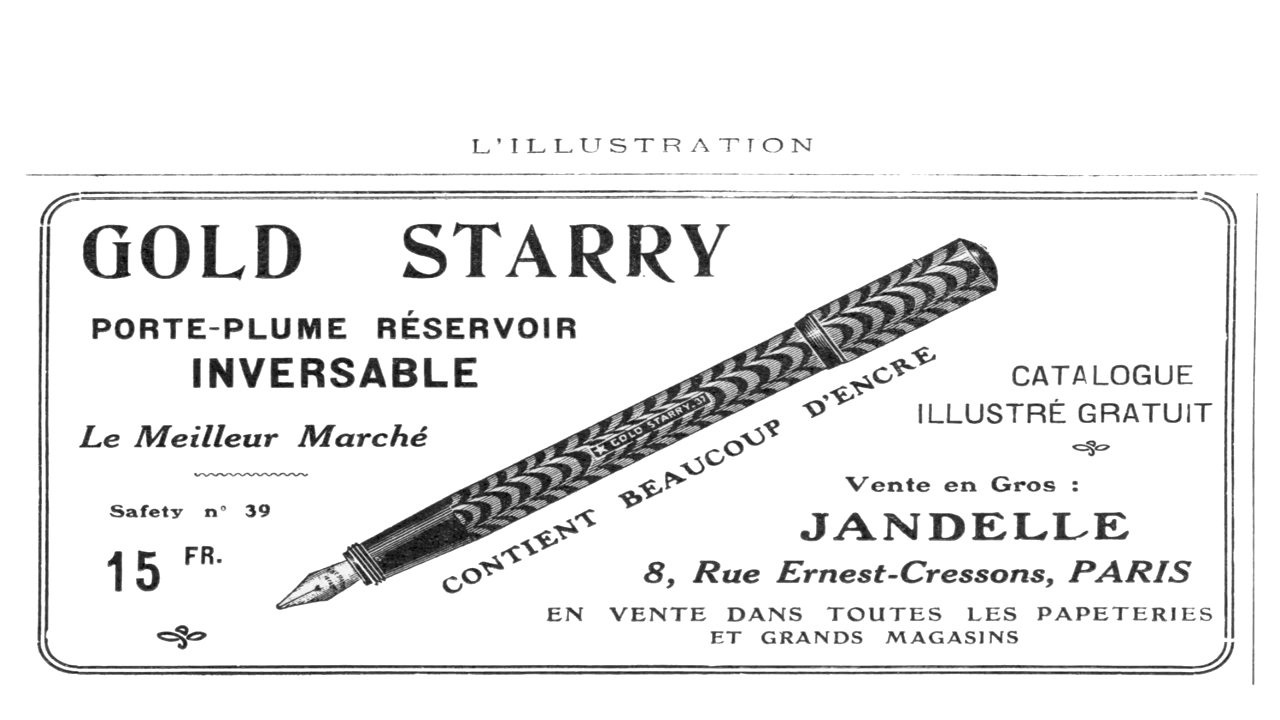 L'ILLUSTRATION
GOLD STARRY
PORTE-PLUME RÉSERVOIR
INVERSABLE
Le Meilleur Marché
Safety n° 39
15 FR.
★ GOLD STARRY. 37
CONTIENT BEAUCOUP D'ENCRE
CATALOGUE
ILLUSTRÉ GRATUIT
Vente en Gros :
JANDELLE
8, Rue Ernest-Cressons, PARIS
EN VENTE DANS TOUTES LES PAPETERIES
ET GRANDS MAGASINS